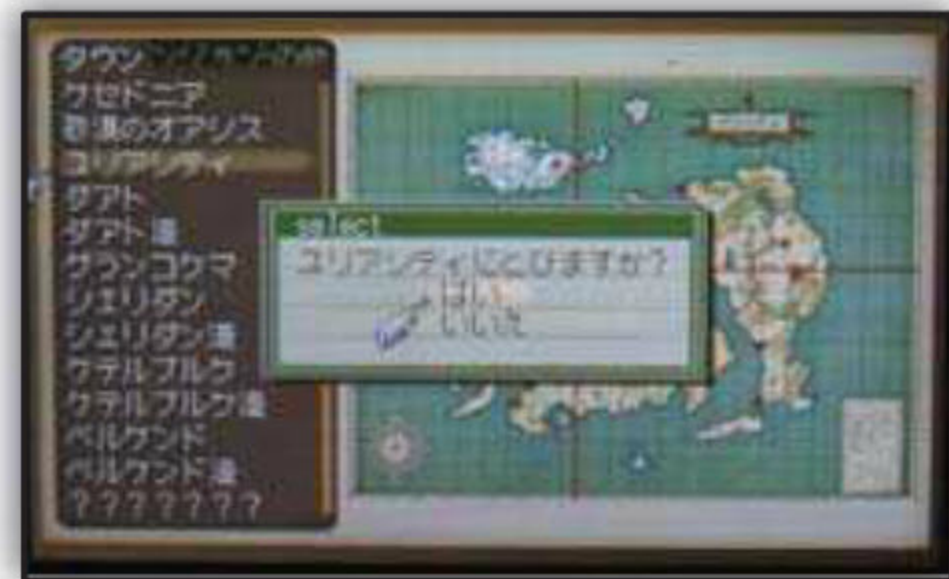 タウン
ケセドニア
砂漠のオアシス
ユリアシティ
ダアト
ダアト港
グランコクマ
シェリダン
シェリダン港
ケテルブルク
ケテルブルク港
ベルケンド
ベルケンド港
???????
select
ユリアシティにとびますか?
はい
いいえ